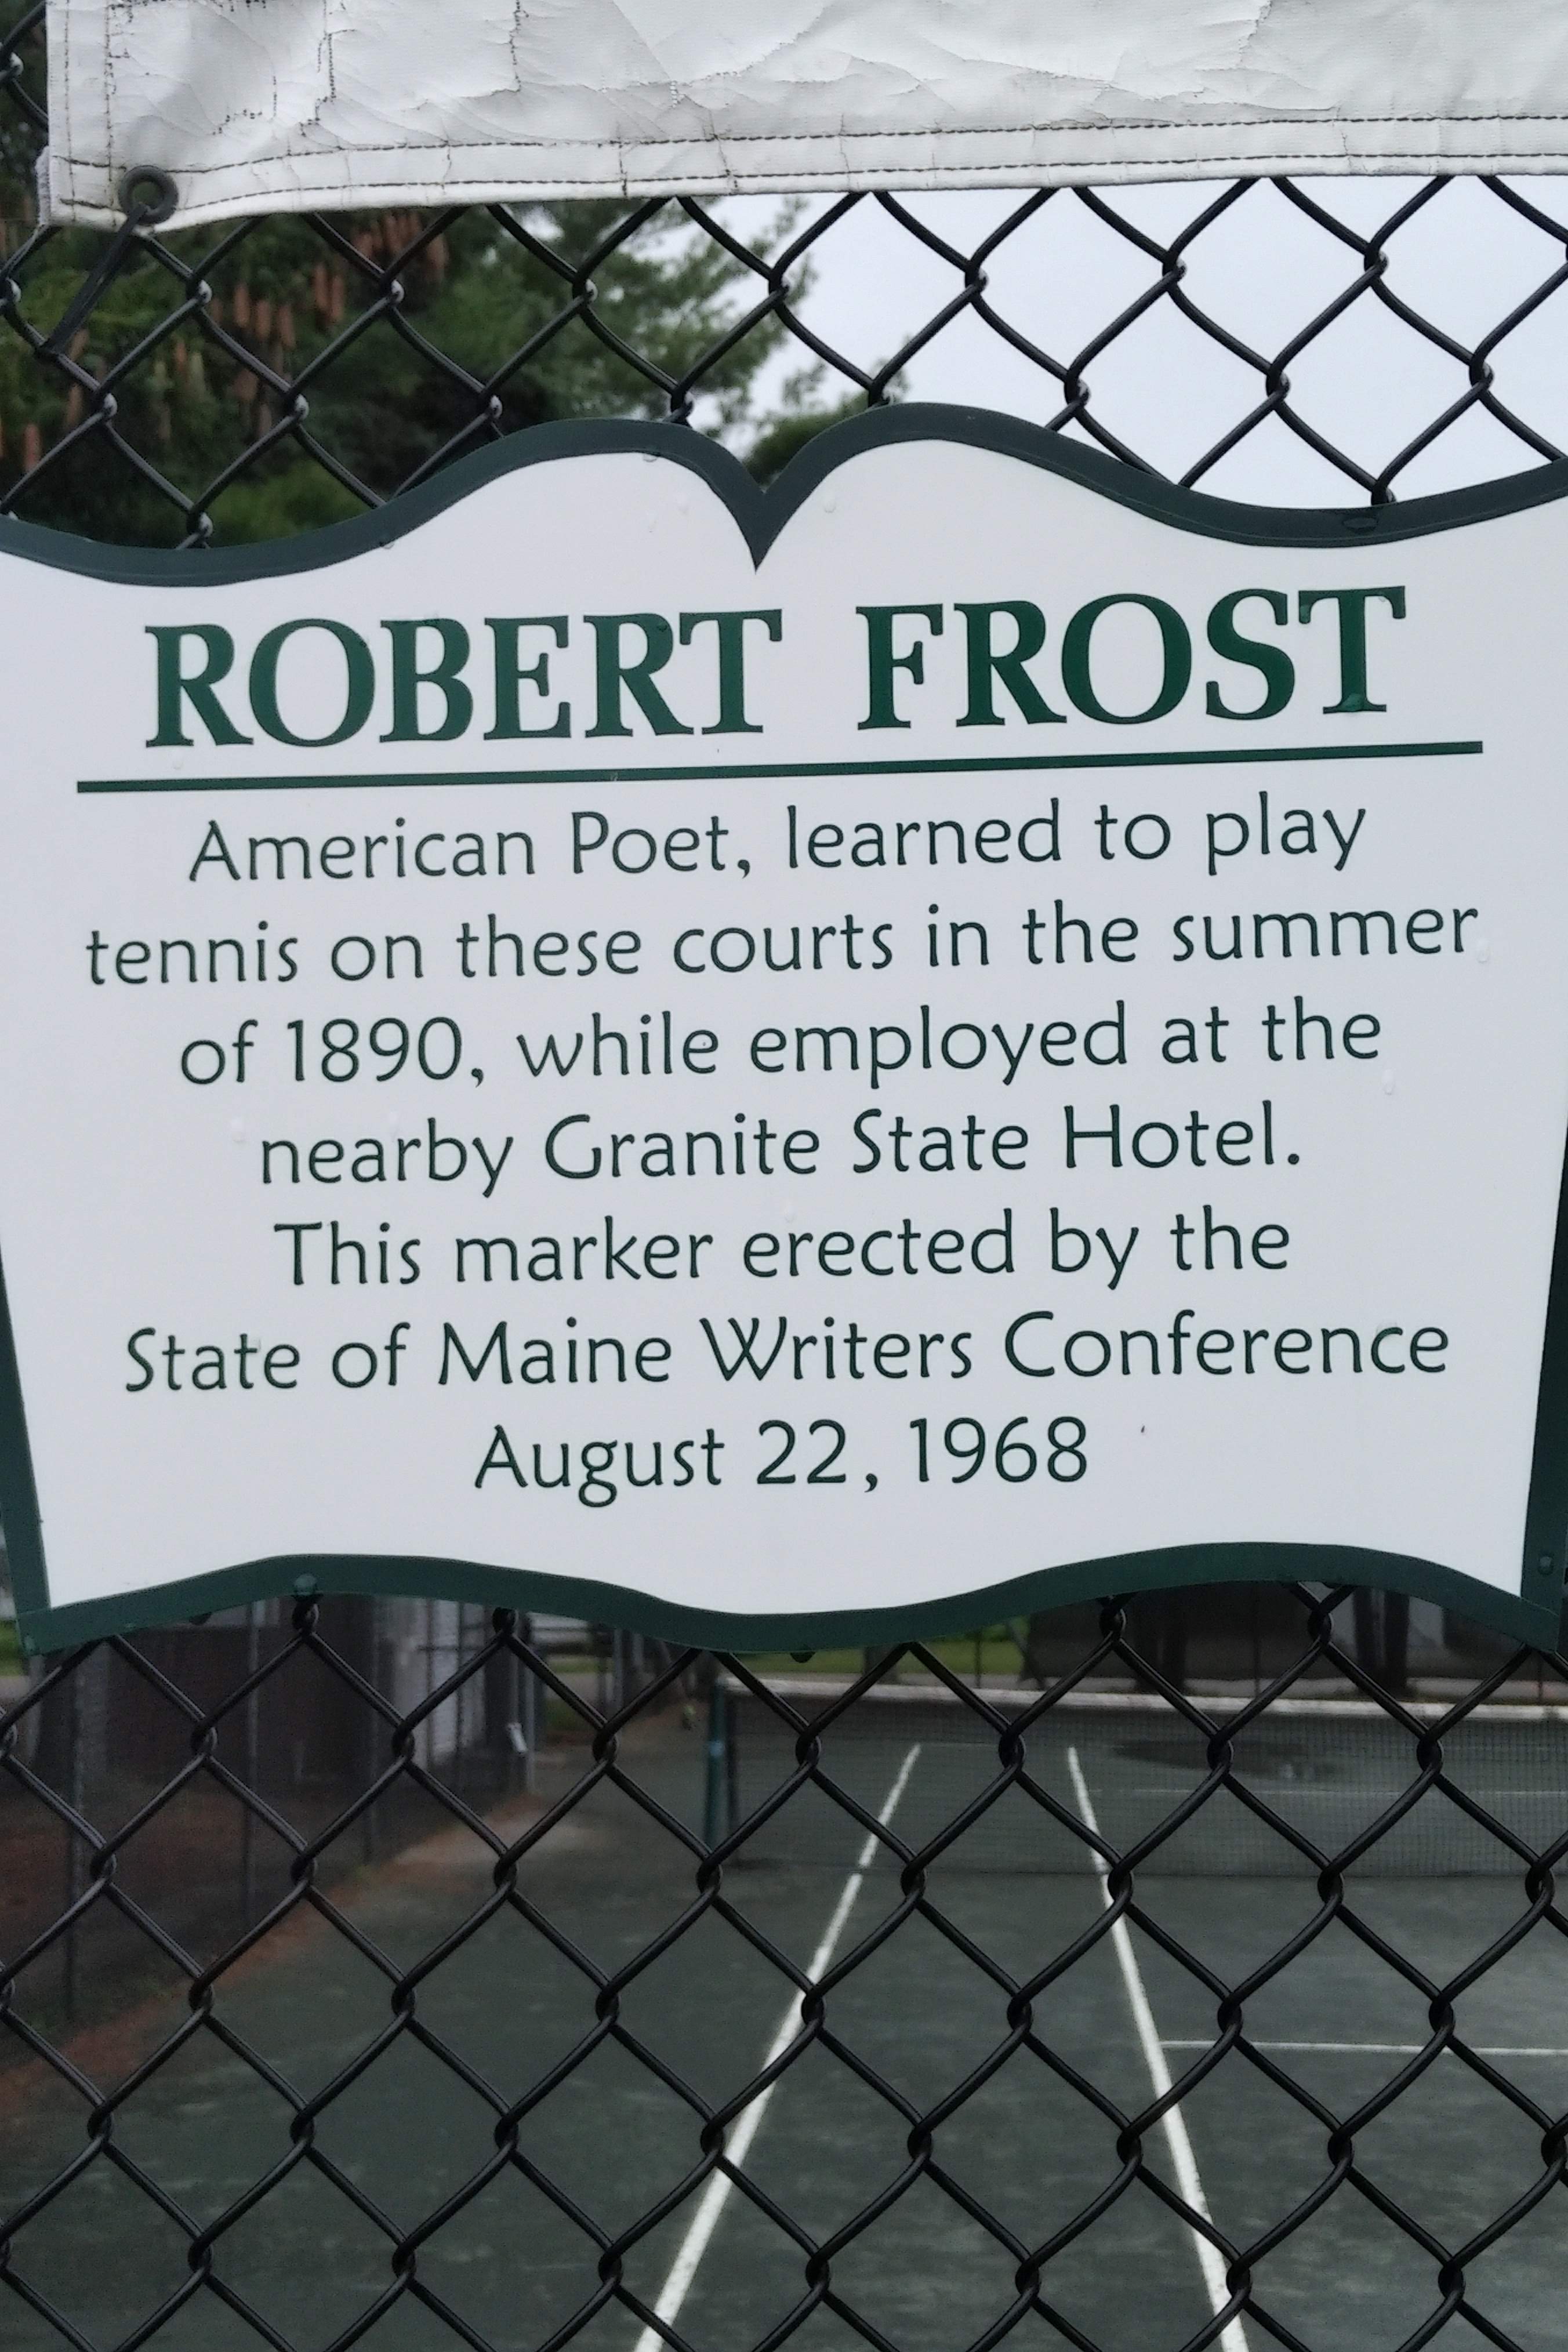 ROBERT FROST
American Poet, learned to play
tennis on these courts in the summer
of 1890, while employed at the
nearby Granite State Hotel.
This marker erected by the
State of Maine Writers Conference
August 22, 1968